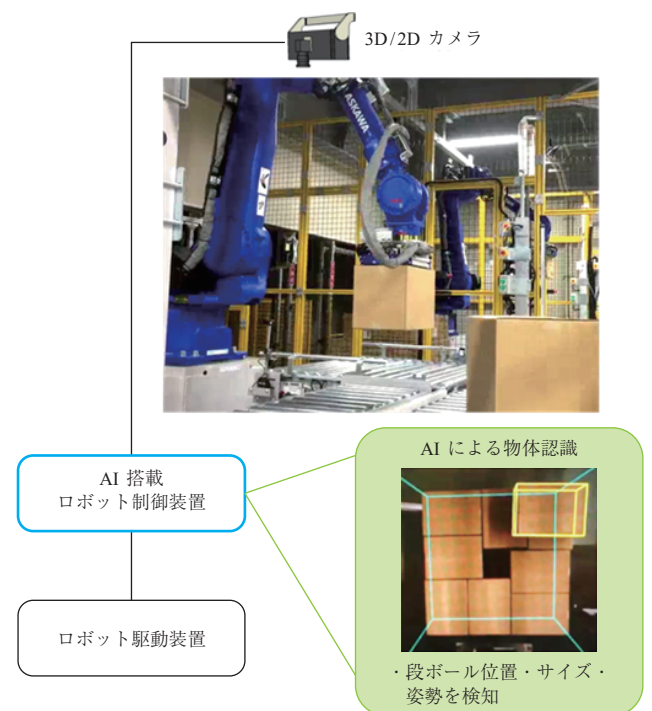 3D/2D カメラ
ASKAWA
AI 搭載
ロボット制御装置
AI による物体認識
ロボット駆動装置
・段ボール位置・サイズ・
姿勢を検知